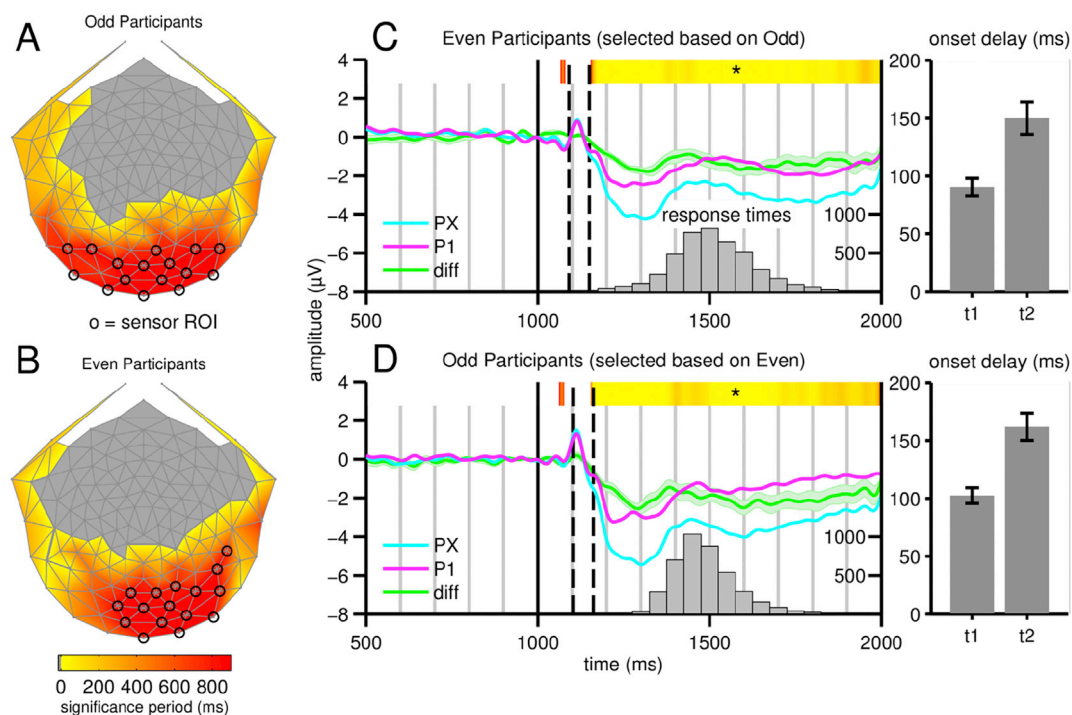 A
Odd Participants
o = sensor ROI
B
Even Participants
0 200 400 600 800
significance period (ms)
C
Even Participants (selected based on Odd)
4
2
0
−2
−4
−6
−8
*
PX
P1
diff
response times
1000
500
500 1000 1500 2000
amplitude (µV)
onset delay (ms)
200
150
100
50
0
t1 t2
D
Odd Participants (selected based on Even)
4
2
0
−2
−4
−6
−8
*
PX
P1
diff
1000
500
500 1000 1500 2000
time (ms)
onset delay (ms)
200
150
100
50
0
t1 t2